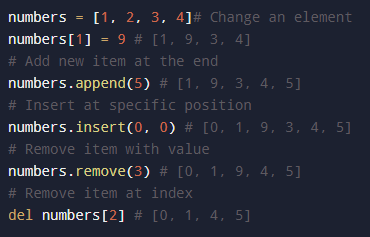 numbers = [1, 2, 3, 4]# Change an element
numbers[1] = 9 # [1, 9, 3, 4]
# Add new item at the end
numbers.append(5) # [1, 9, 3, 4, 5]
# Insert at specific position
numbers.insert(0, 0) # [0, 1, 9, 3, 4, 5]
# Remove item with value
numbers.remove(3) # [0, 1, 9, 4, 5]
# Remove item at index
del numbers[2] # [0, 1, 4, 5]